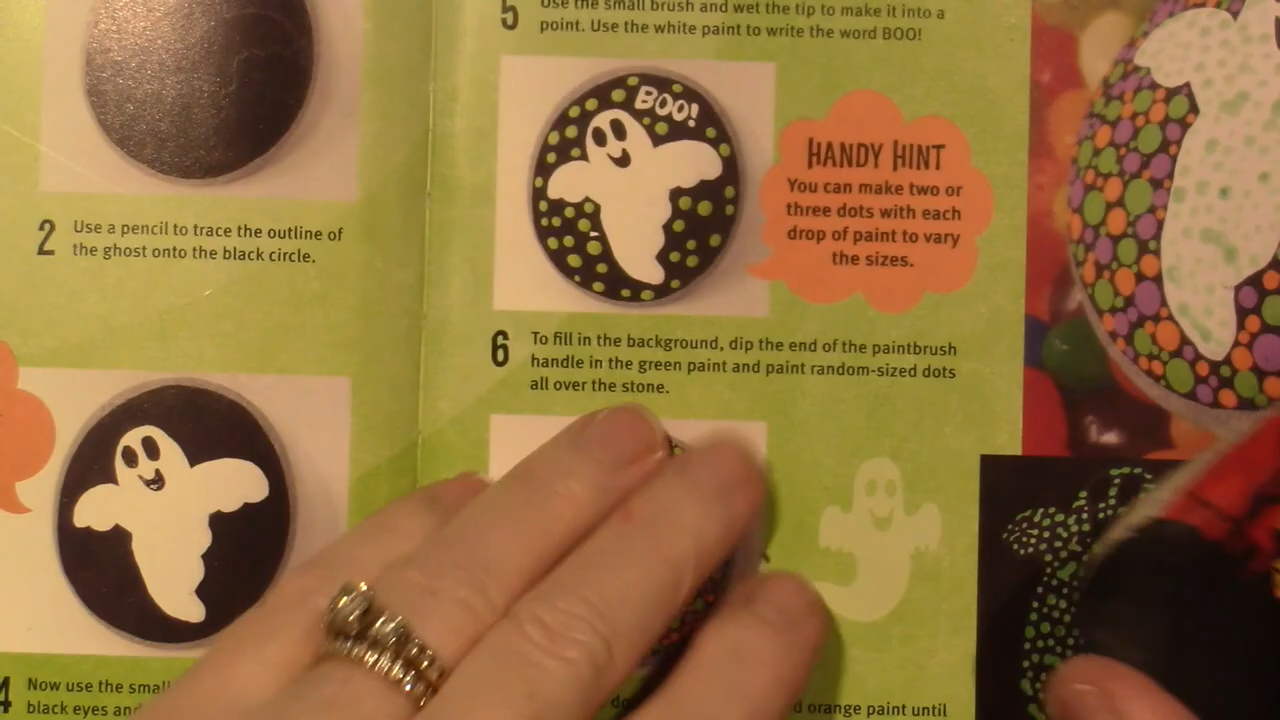 2
Use a pencil to trace the outline of
the ghost onto the black circle.
4
Now use the small
black eyes and
5
Use the small brush and wet the tip to make it into a
point. Use the white paint to write the word BOO!
BOO!
HANDY HINT
You can make two or
three dots with each
drop of paint to vary
the sizes.
6
To fill in the background, dip the end of the paintbrush
handle in the green paint and paint random-sized dots
all over the stone.
orange paint until